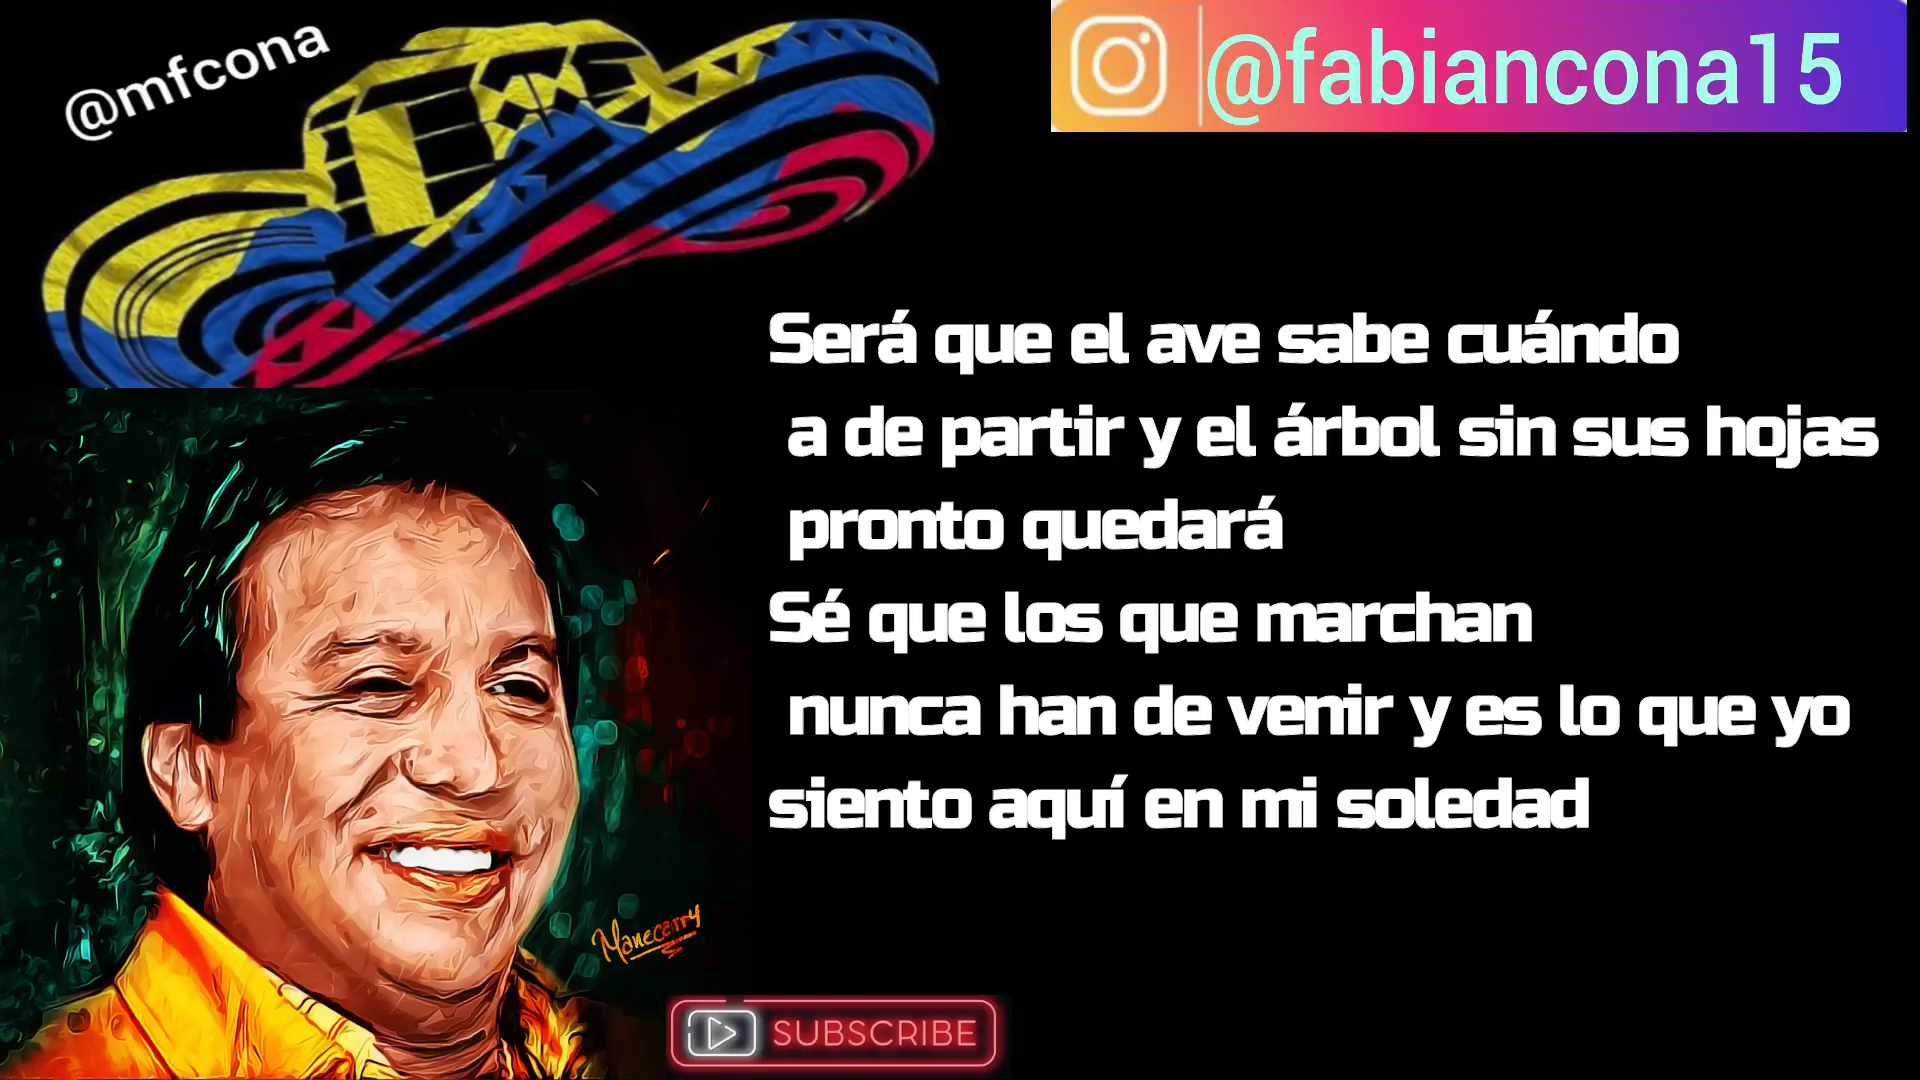 @mfcona
@fabiancona15
Será que el ave sabe cuándo
a de partir y el árbol sin sus hojas
pronto quedará
Sé que los que marchan
nunca han de venir y es lo que yo
siento aquí en mi soledad
Manecarry
SUBSCRIBE